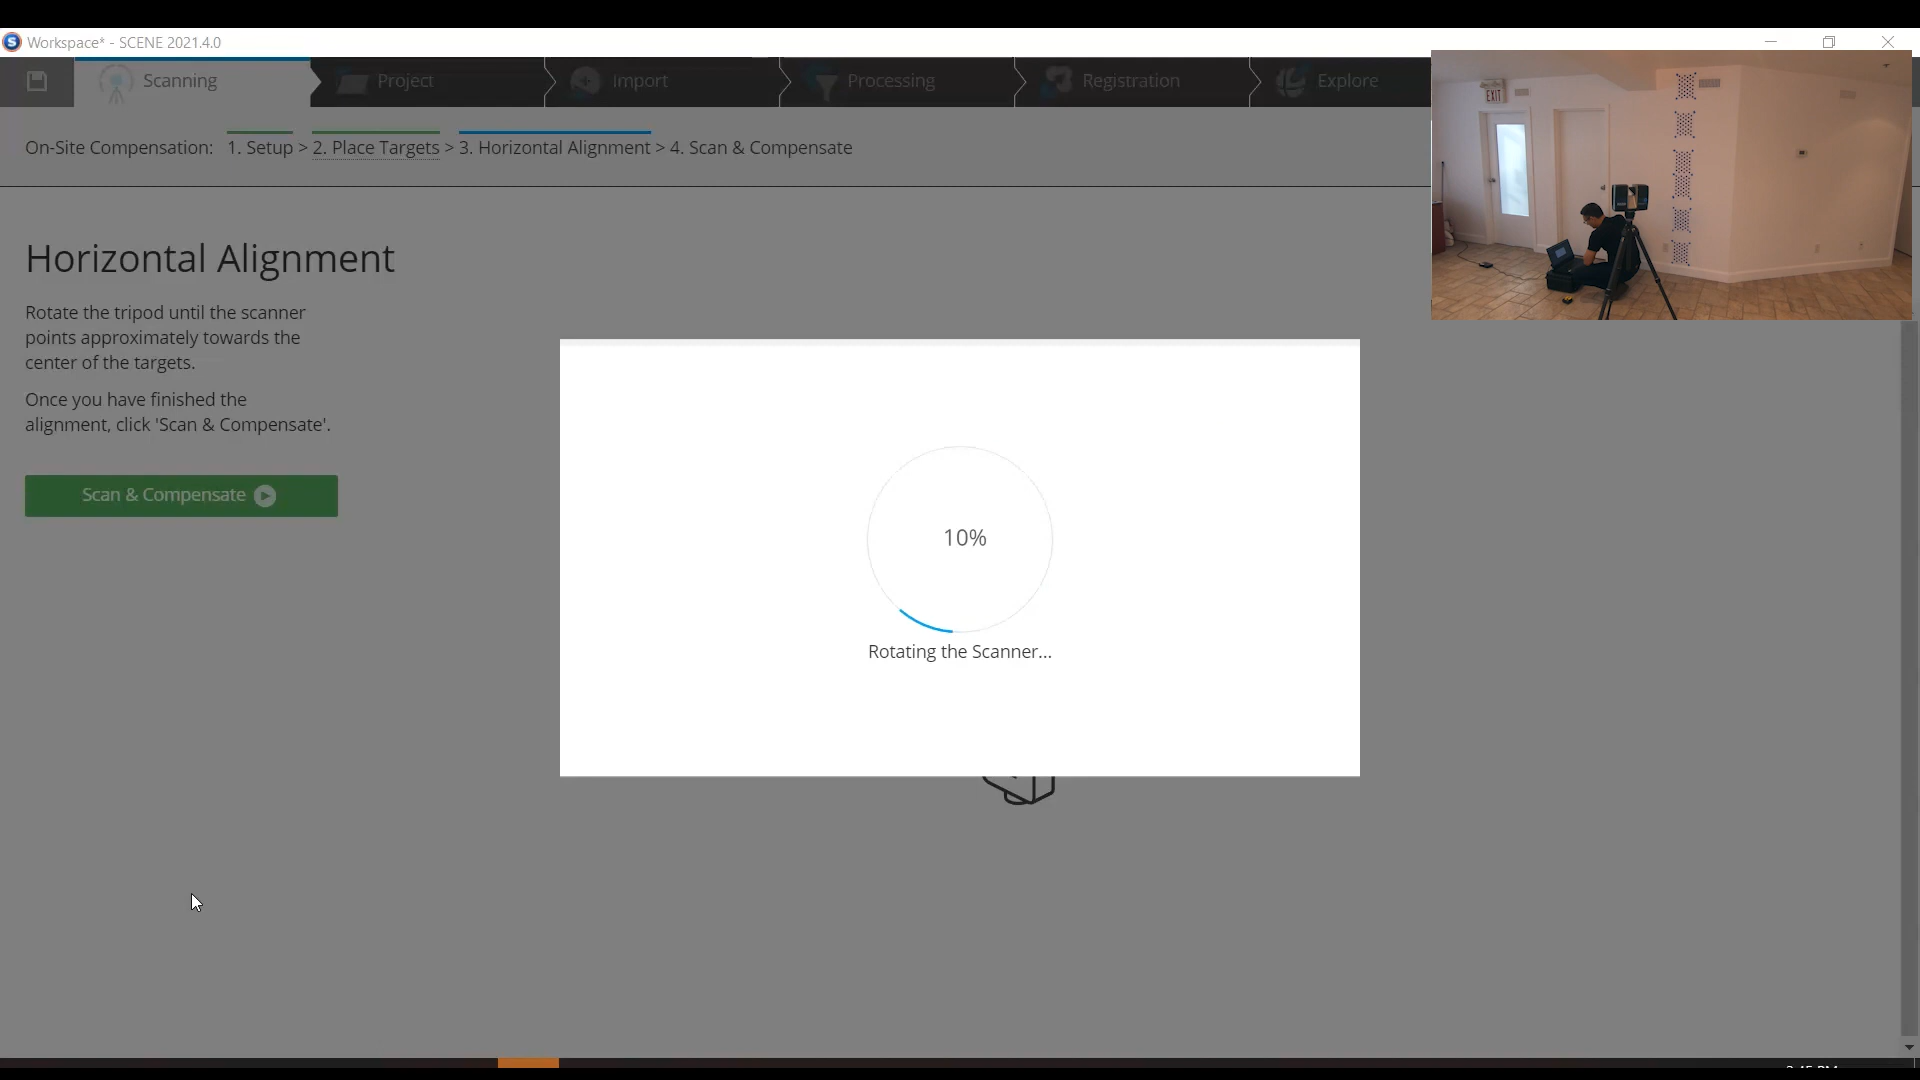 Workspace* - SCENE 2021.4.0
Scanning
Project
Import
Processing
Registration
Explore
EXIT
On-Site Compensation: 1. Setup > 2. Place Targets > 3. Horizontal Alignment > 4. Scan & Compensate
Horizontal Alignment
Rotate the tripod until the scanner
points approximately towards the
center of the targets.
Once you have finished the
alignment, click 'Scan & Compensate'.
Scan & Compensate
10%
Rotating the Scanner...